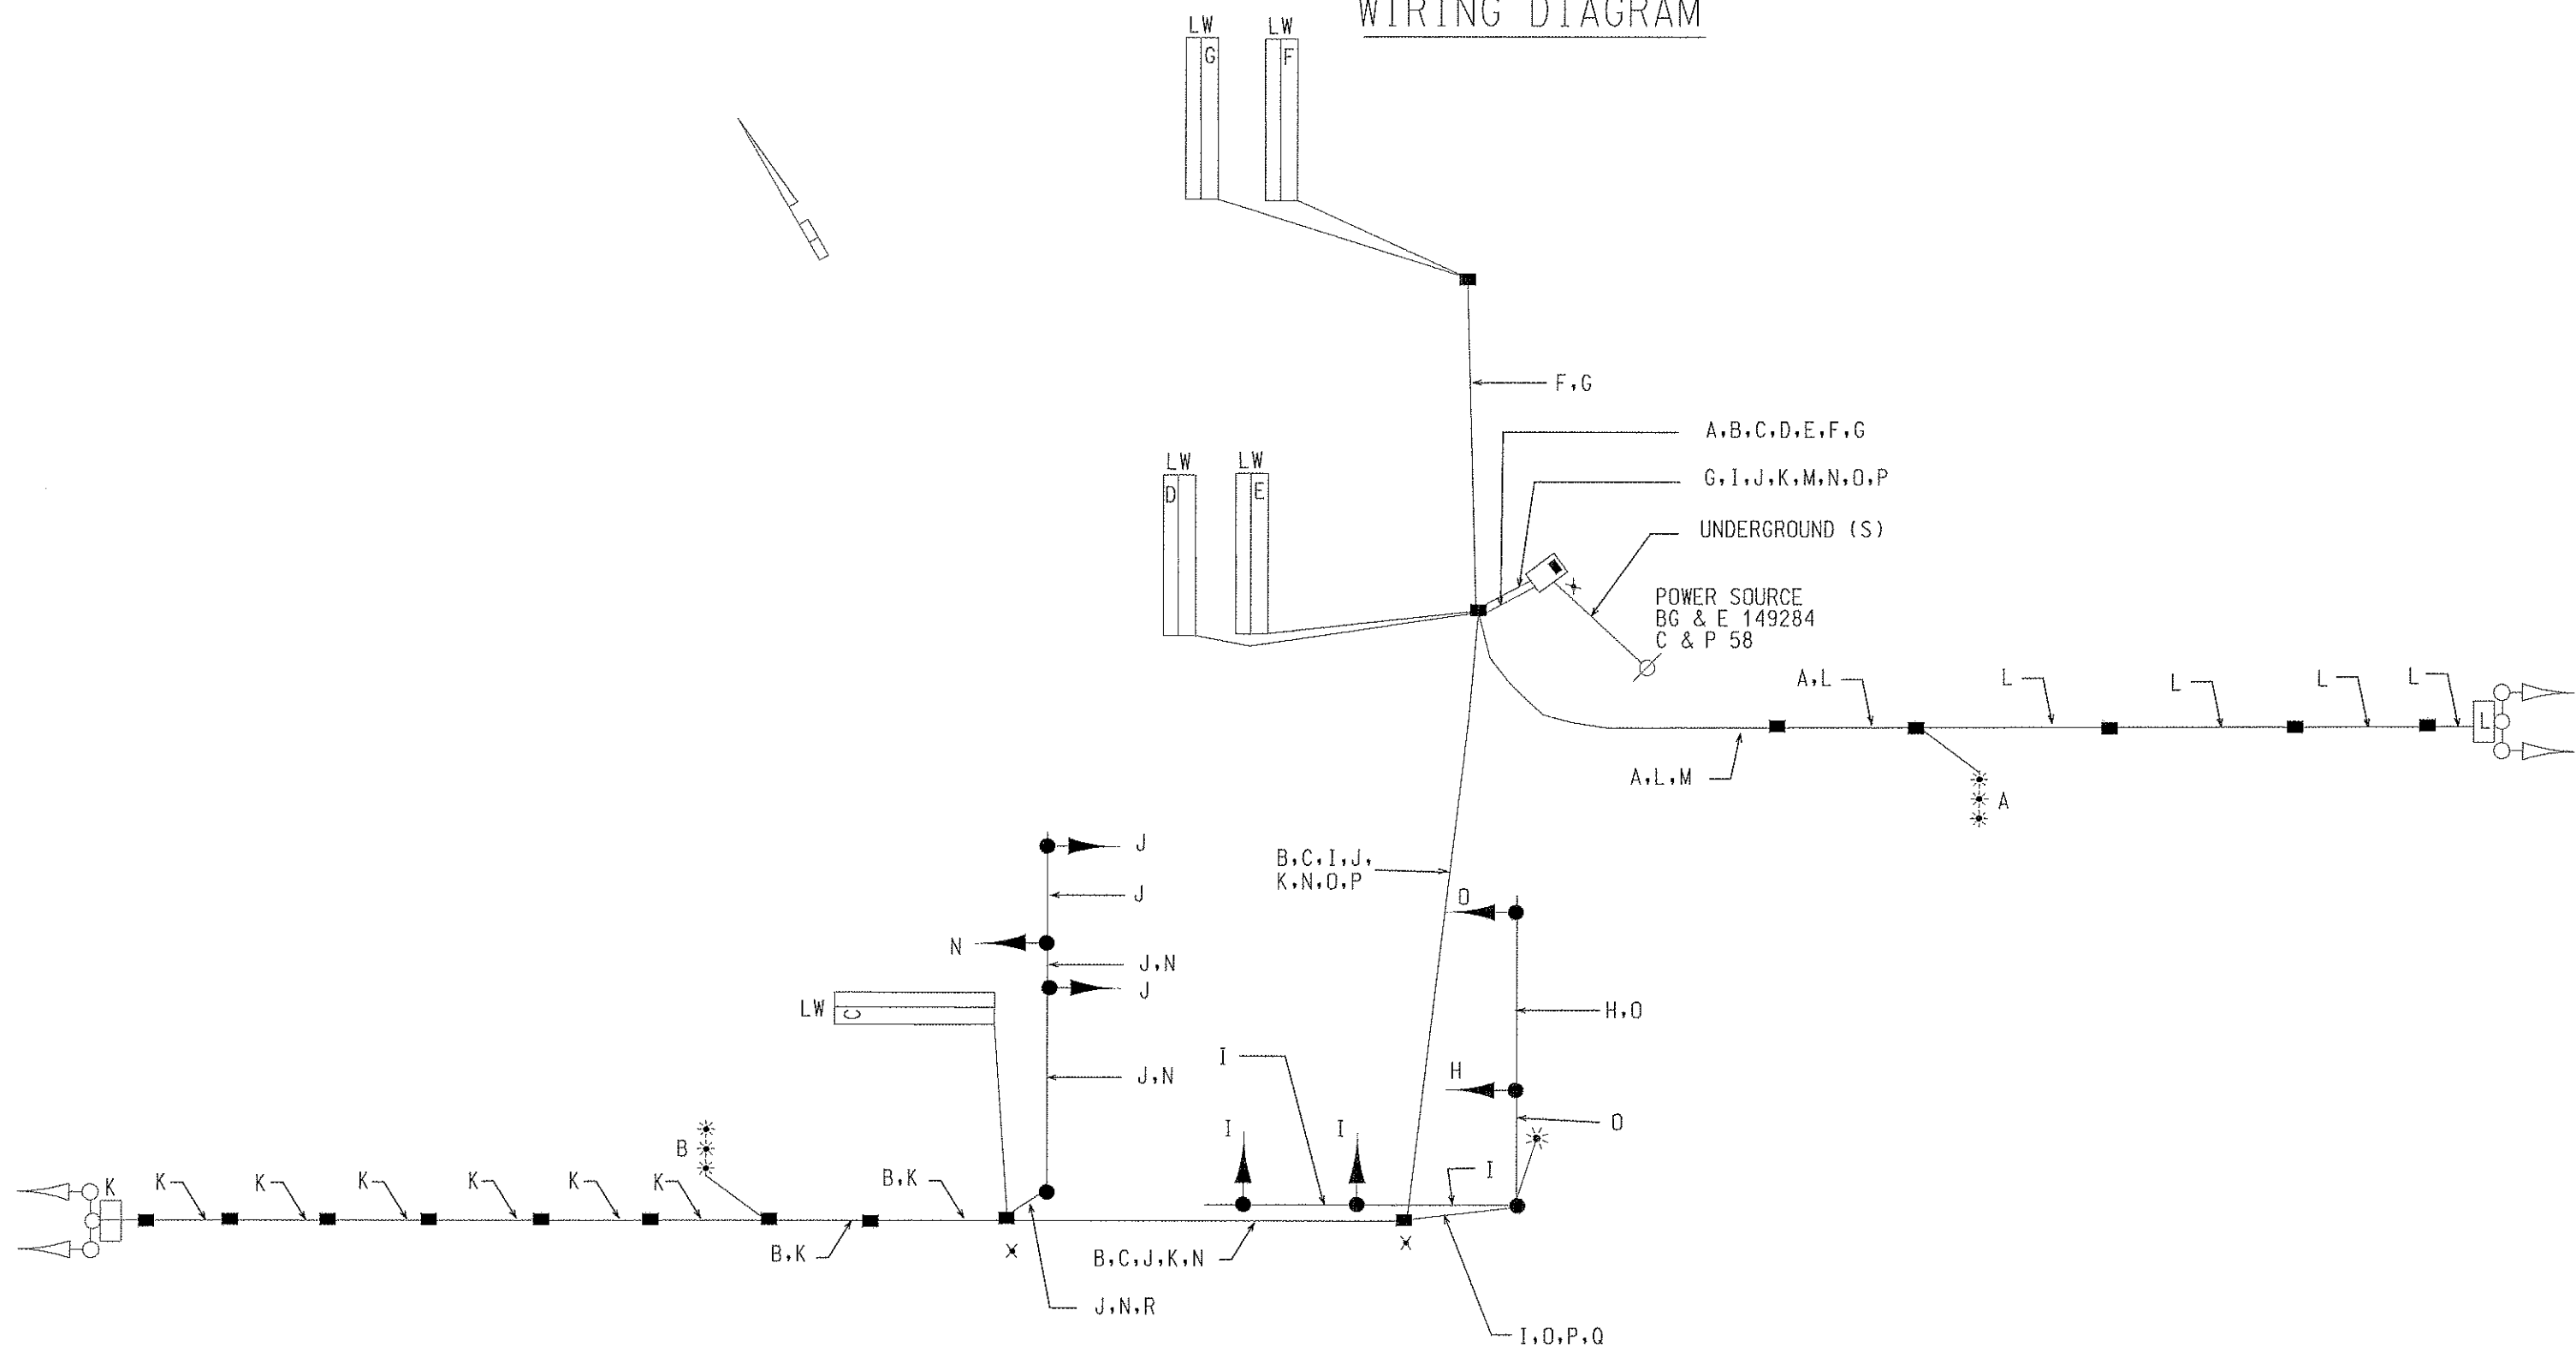 WIRING DIAGRAM
LW
LW
G
F
F,G
A,B,C,D,E,F,G
LW
LW
D
E
G,I,J,K,M,N,O,P
UNDERGROUND (S)
POWER SOURCE
BG & E 149284
C & P 58
A,L
L
L
L
L
L
A,L,M
A
J
B,C,I,J,
K,N,O,P
J
O
N
J,N
J
LW
C
H,O
I
J,N
H
O
B
I
I
I
K
K
K
K
K
K
K
B,K
B,K
B,C,J,K,N
J,N,R
I,O,P,Q